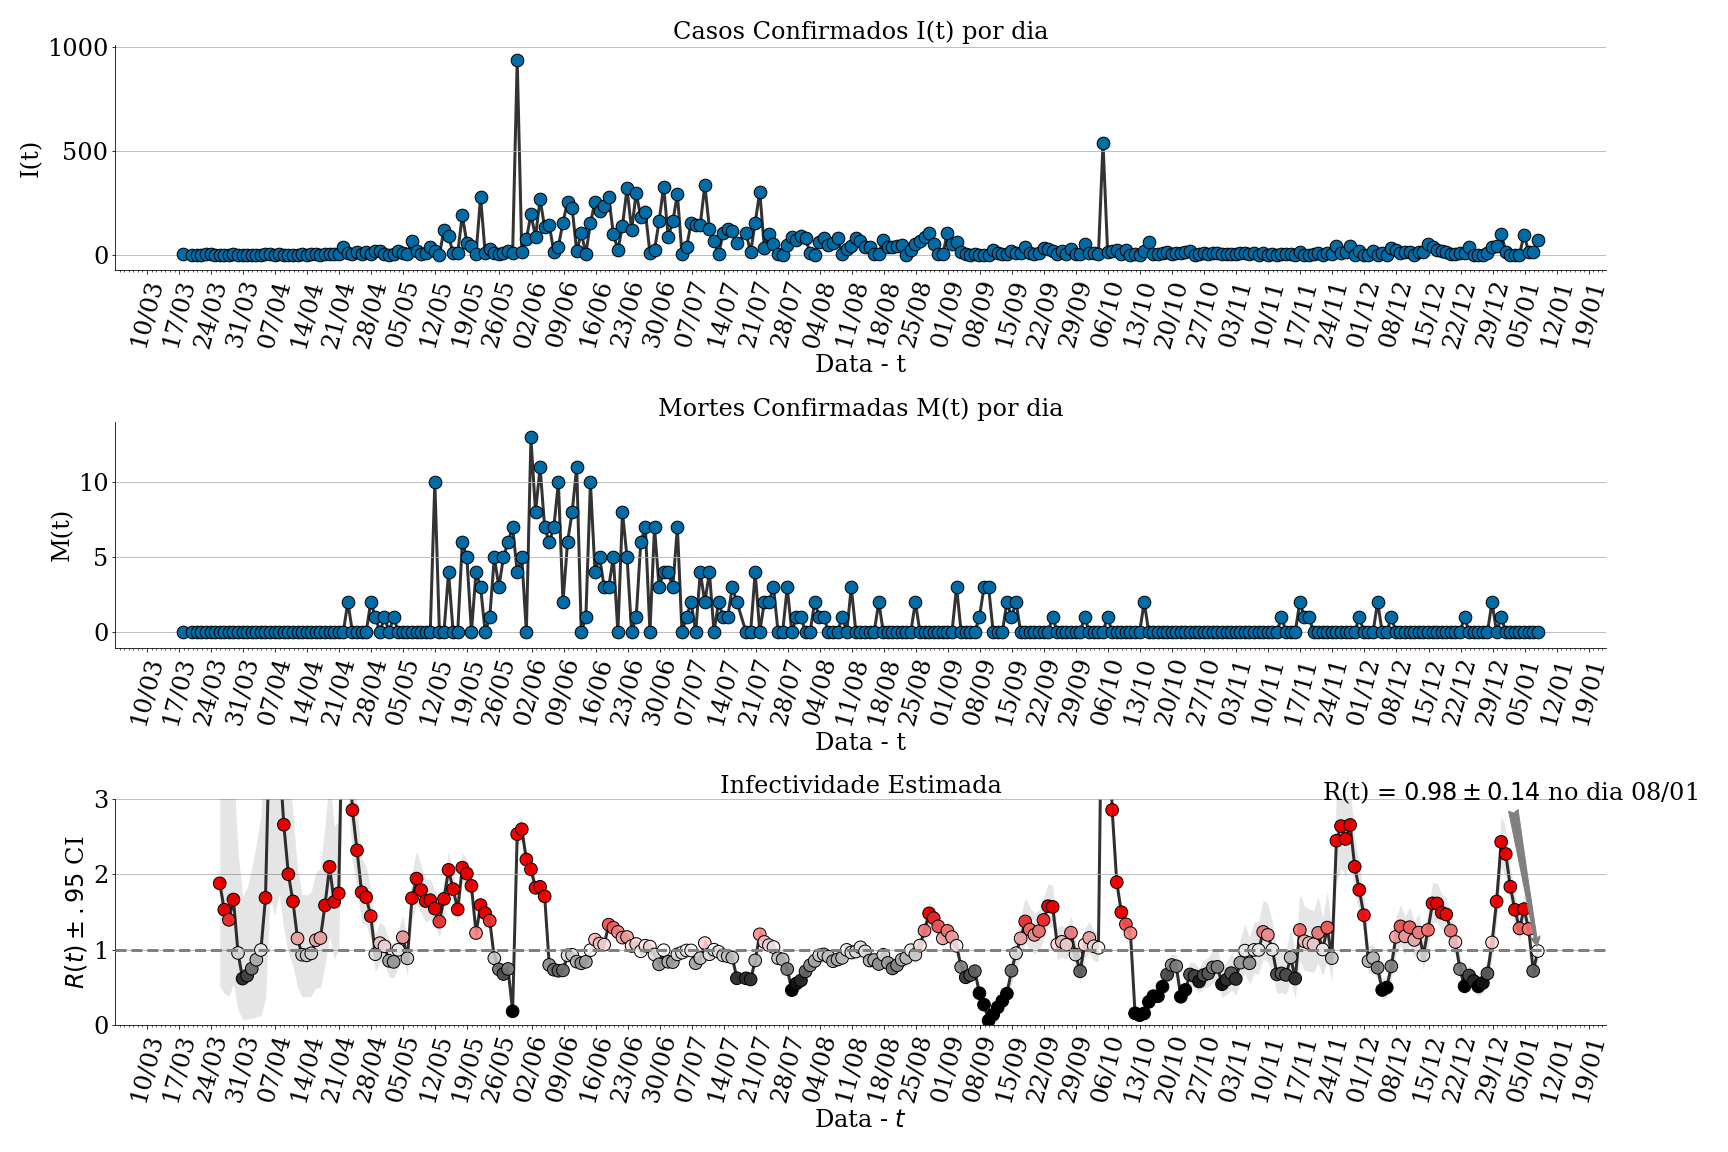 Casos Confirmados I(t) por dia
1000
500
0
I(t)
10/03 17/03 24/03 31/03 07/04 14/04 21/04 28/04 05/05 12/05 19/05 26/05 02/06 09/06 16/06 23/06 30/06 07/07 14/07 21/07 28/07 04/08 11/08 18/08 25/08 01/09 08/09 15/09 22/09 29/09 06/10 13/10 20/10 27/10 03/11 10/11 17/11 24/11 01/12 08/12 15/12 22/12 29/12 05/01 12/01 19/01
Data - t
Mortes Confirmadas M(t) por dia
10
5
0
M(t)
10/03 17/03 24/03 31/03 07/04 14/04 21/04 28/04 05/05 12/05 19/05 26/05 02/06 09/06 16/06 23/06 30/06 07/07 14/07 21/07 28/07 04/08 11/08 18/08 25/08 01/09 08/09 15/09 22/09 29/09 06/10 13/10 20/10 27/10 03/11 10/11 17/11 24/11 01/12 08/12 15/12 22/12 29/12 05/01 12/01 19/01
Data - t
Infectividade Estimada
R(t) = 0.98 ± 0.14 no dia 08/01
3
2
1
0
R(t) ± .95 CI
10/03 17/03 24/03 31/03 07/04 14/04 21/04 28/04 05/05 12/05 19/05 26/05 02/06 09/06 16/06 23/06 30/06 07/07 14/07 21/07 28/07 04/08 11/08 18/08 25/08 01/09 08/09 15/09 22/09 29/09 06/10 13/10 20/10 27/10 03/11 10/11 17/11 24/11 01/12 08/12 15/12 22/12 29/12 05/01 12/01 19/01
Data - t